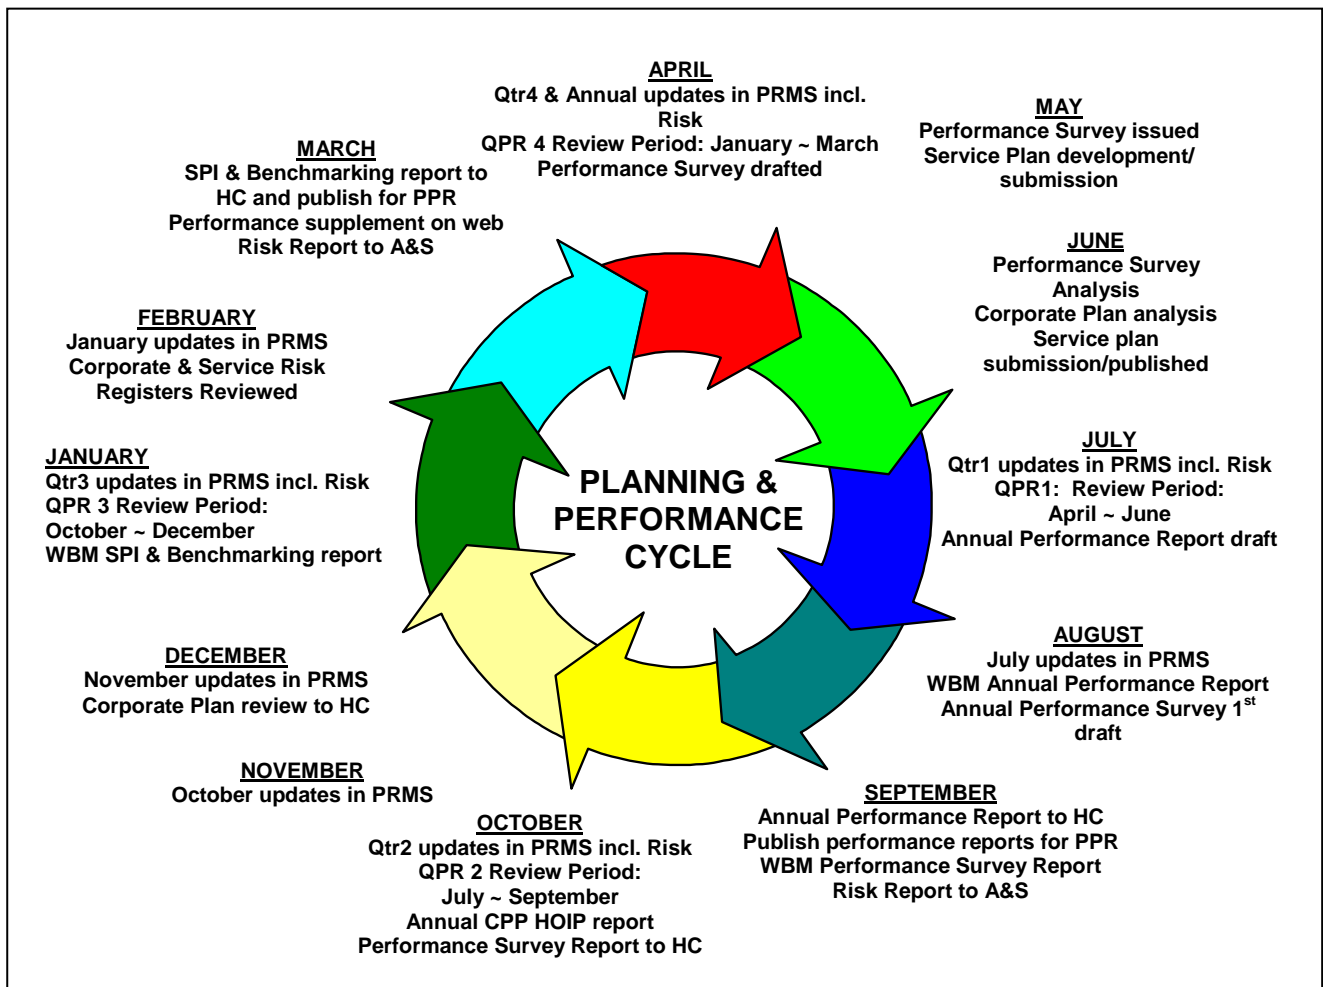 APRIL
Qtr4 & Annual updates in PRMS incl.
Risk
QPR 4 Review Period: January ~ March
Performance Survey drafted
MAY
Performance Survey issued
Service Plan development/
submission
JUNE
Performance Survey
Analysis
Corporate Plan analysis
Service plan
submission/published
JULY
Qtr1 updates in PRMS incl. Risk
QPR1:  Review Period:
April ~ June
Annual Performance Report draft
AUGUST
July updates in PRMS
WBM Annual Performance Report
Annual Performance Survey 1st
draft
SEPTEMBER
Annual Performance Report to HC
Publish performance reports for PPR
WBM Performance Survey Report
Risk Report to A&S
OCTOBER
Qtr2 updates in PRMS incl. Risk
QPR 2 Review Period:
July ~ September
Annual CPP HOIP report
Performance Survey Report to HC
NOVEMBER
October updates in PRMS
DECEMBER
November updates in PRMS
Corporate Plan review to HC
JANUARY
Qtr3 updates in PRMS incl. Risk
QPR 3 Review Period:
October ~ December
WBM SPI & Benchmarking report
FEBRUARY
January updates in PRMS
Corporate & Service Risk
Registers Reviewed
MARCH
SPI & Benchmarking report to
HC and publish for PPR
Performance supplement on web
Risk Report to A&S
PLANNING &
PERFORMANCE
CYCLE